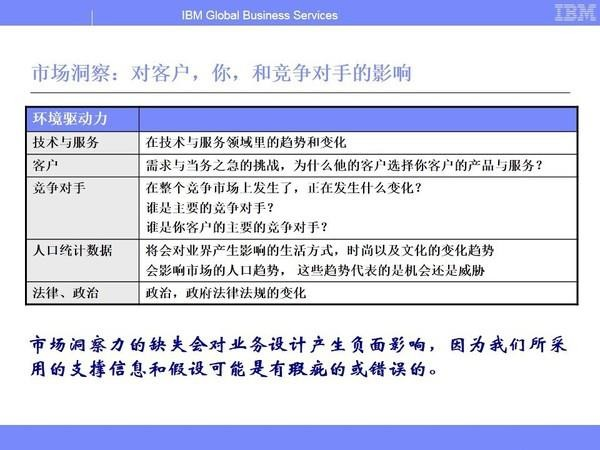 IBM Global Business Services
IBM
市场洞察：对客户，你，和竞争对手的影响
环境驱动力
技术与服务 在技术与服务领域里的趋势和变化
客户 需求与当务之急的挑战，为什么他的客户选择你客户的产品与服务？
竞争对手 在整个竞争市场上发生了，正在发生什么变化？
谁是主要的竞争对手？
谁是你客户的主要的竞争对手？
人口统计数据 将会对业界产生影响的生活方式，时尚以及文化的变化趋势
会影响市场的人口趋势， 这些趋势代表的是机会还是威胁
法律、政治 政治，政府法律法规的变化
市场洞察力的缺失会对业务设计产生负面影响，因为我们所采
用的支撑信息和假设可能是有瑕疵的或错误的。